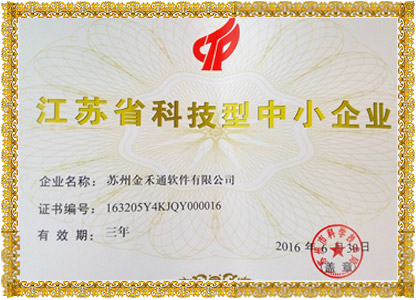 江苏省科技型中小企业
企业名称：苏州金禾通软件有限公司
证书编号：163205Y4KJQY000016
有 效 期：三年
2016 年 6 月 30 日
盖 章